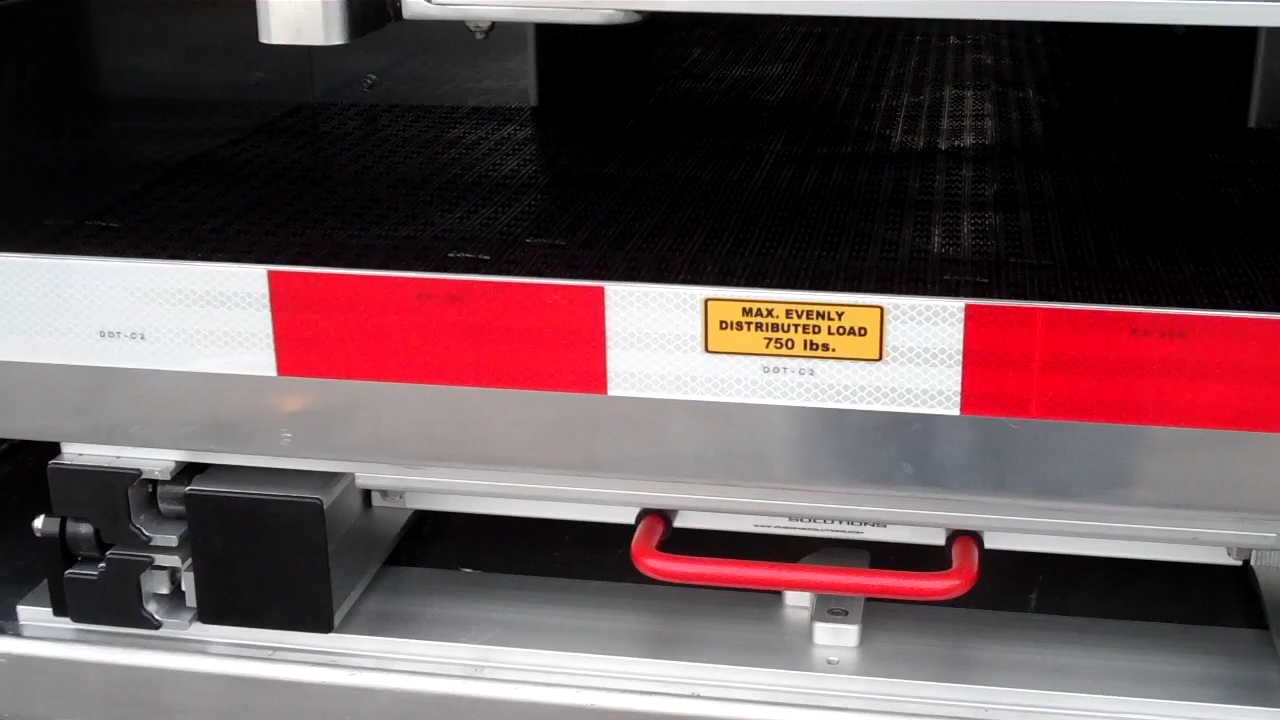 MAX. EVENLY
DISTRIBUTED LOAD
750 lbs.
DOT-C2
DOT-C2
SOLUTIONS